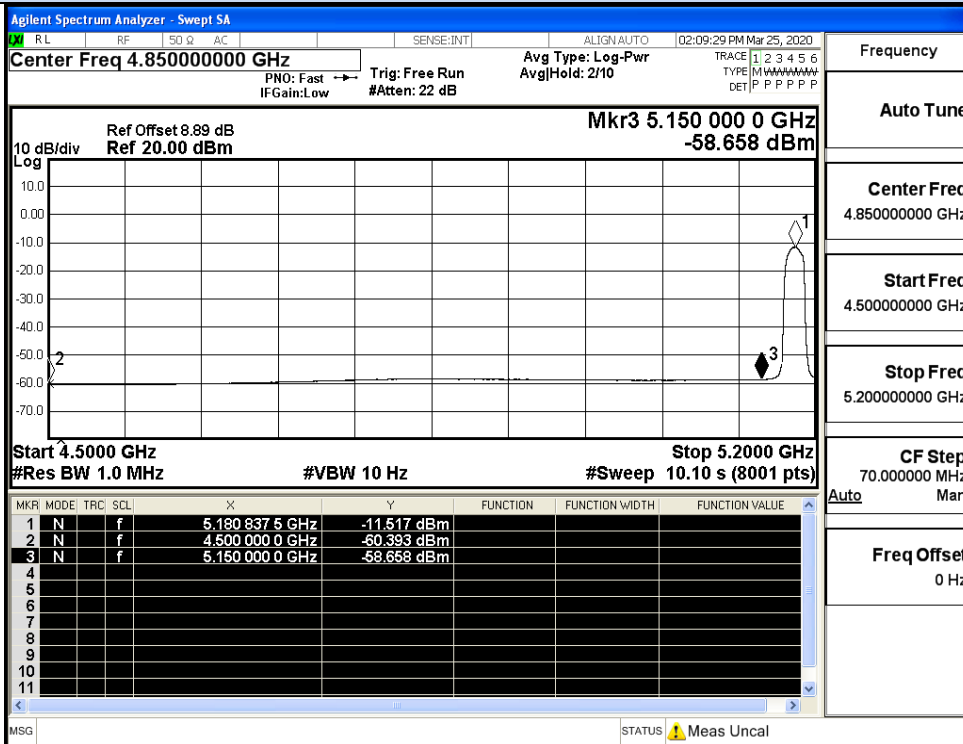 Agilent Spectrum Analyzer - Swept SA
LXI RL RF 50 Ω AC SENSE:INT ALIGN AUTO 02:09:29 PM Mar 25, 2020
Center Freq 4.850000000 GHz
PNO: Fast
IFGain:Low
Trig: Free Run
#Atten: 22 dB
Avg Type: Log-Pwr
Avg|Hold: 2/10
TRACE 1 2 3 4 5 6
TYPE M W W W W W
DET P P P P P P
Mkr3 5.150 000 0 GHz
-58.658 dBm
Ref Offset 8.89 dB
10 dB/div Ref 20.00 dBm
Log
10.0
0.00
-10.0
-20.0
-30.0
-40.0
-50.0
-60.0
-70.0
1
2
3
Start 4.5000 GHz Stop 5.2000 GHz
#Res BW 1.0 MHz #VBW 10 Hz #Sweep 10.10 s (8001 pts)
MKR MODE TRC SCL X Y FUNCTION FUNCTION WIDTH FUNCTION VALUE
1 N f 5.180 837 5 GHz -11.517 dBm
2 N f 4.500 000 0 GHz -60.393 dBm
3 N f 5.150 000 0 GHz -58.658 dBm
4
5
6
7
8
9
10
11
MSG STATUS Meas Uncal
Frequency
Auto Tune
Center Freq
4.850000000 GHz
Start Freq
4.500000000 GHz
Stop Freq
5.200000000 GHz
CF Step
70.000000 MHz
Auto Man
Freq Offset
0 Hz